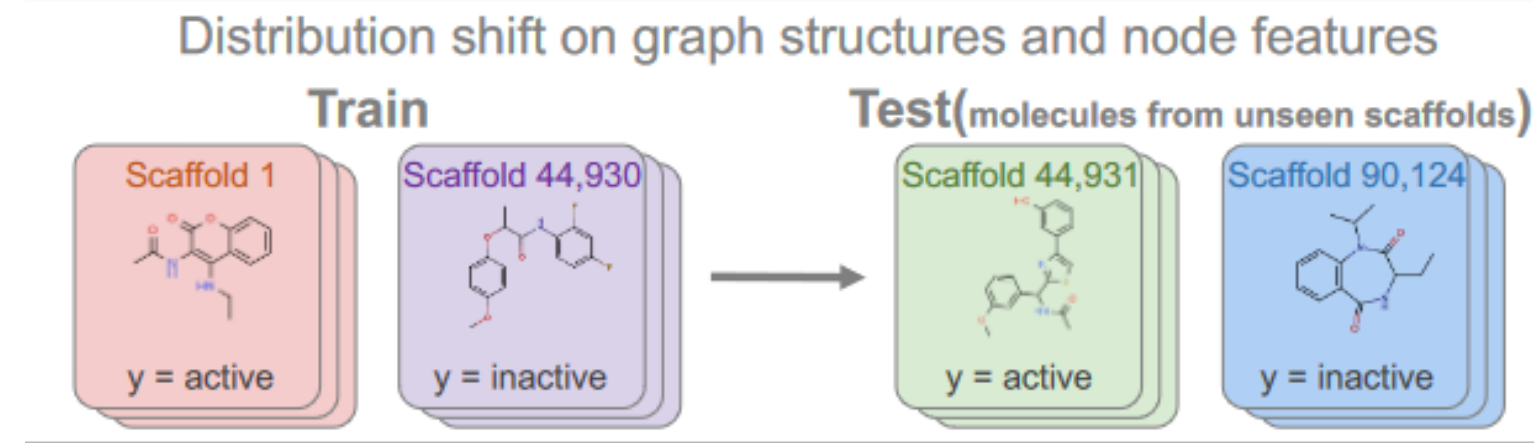 Distribution shift on graph structures and node features
Train
Test(molecules from unseen scaffolds)
Scaffold 1
Scaffold 44,930
Scaffold 44,931
Scaffold 90,124
y = active
y = inactive
y = active
y = inactive